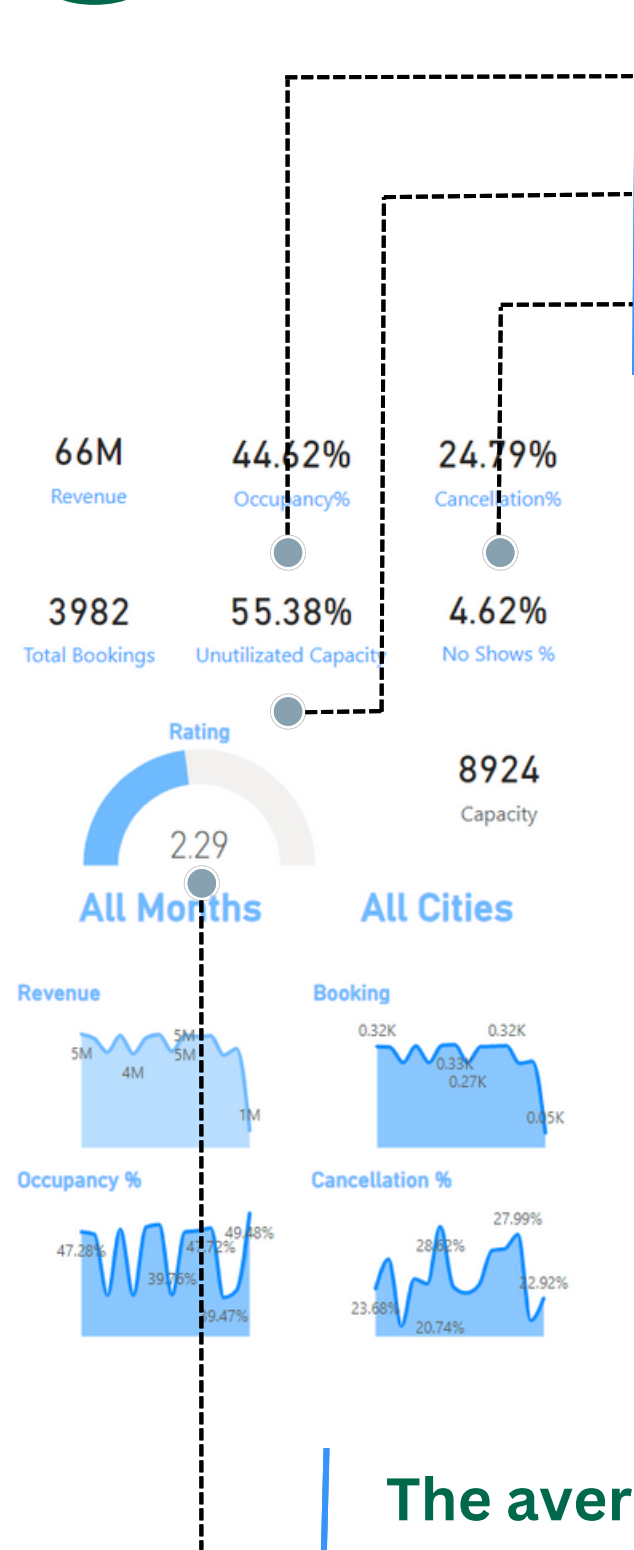 66M 44.62% 24.79%
Revenue Occupancy% Cancellation%
3982 55.38% 4.62%
Total Bookings Unutilizated Capacity No Shows %
Rating
8924
Capacity
2.29
All Months All Cities
Revenue Booking
5M
4M
5M
5M
1M
0.32K
0.33K
0.27K
0.32K
0.05K
Occupancy % Cancellation %
47.28%
39.76%
47.72%
39.47%
49.48%
23.68%
28.62%
20.74%
27.99%
22.92%
The aver